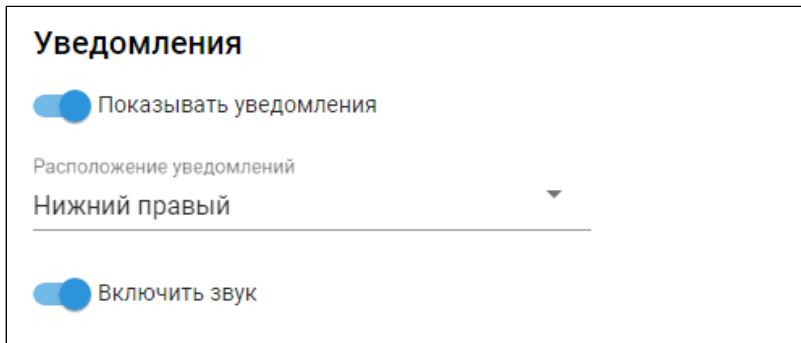 Уведомления
Показывать уведомления
Расположение уведомлений
Нижний правый
Включить звук